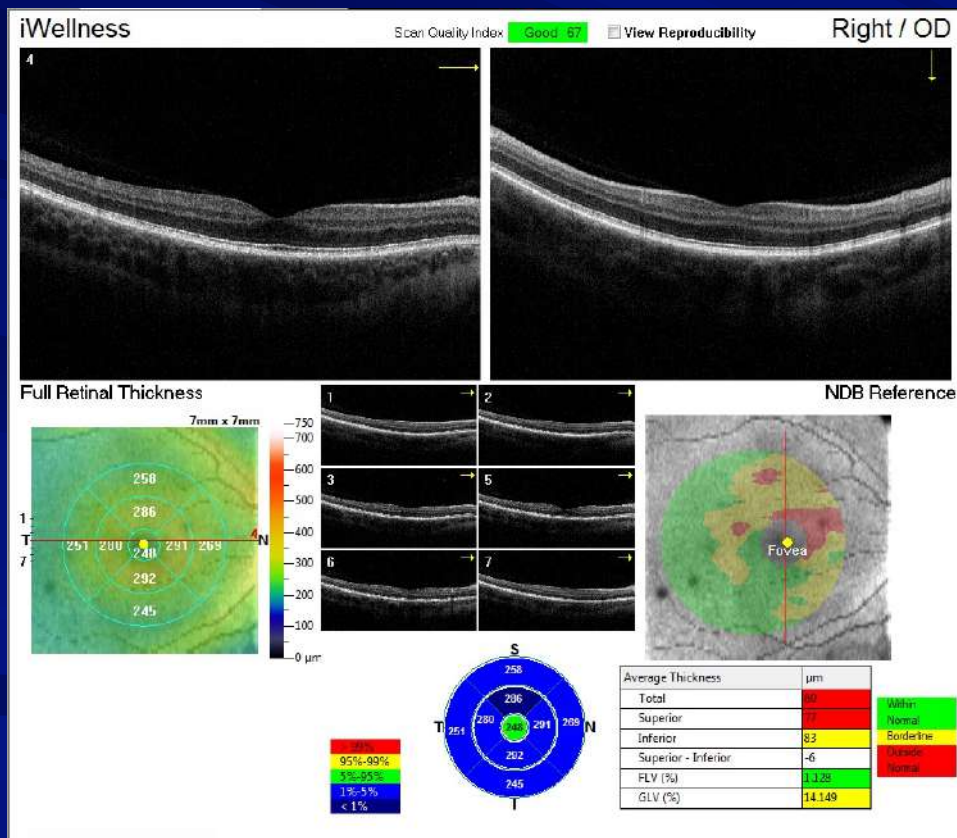 iWellness
Scan Quality Index Good 67 View Reproducibility
Right / OD
4
Full Retinal Thickness
7mm x 7mm
258
286
251 280 248 291 269
292
245
1
T
7
4
N
750
700
600
500
400
300
200
100
0 µm
1
2
3
5
6
7
NDB Reference
Fovea
S
258
286
T 251 280 248 291 269 N
292
245
I
> 99%
95%-99%
5%-95%
1%-5%
< 1%
Average Thickness µm
Total 80
Superior 77
Inferior 83
Superior - Inferior -6
FLV (%) 1.128
GLV (%) 14.149
Within
Normal
Borderline
Outside
Normal